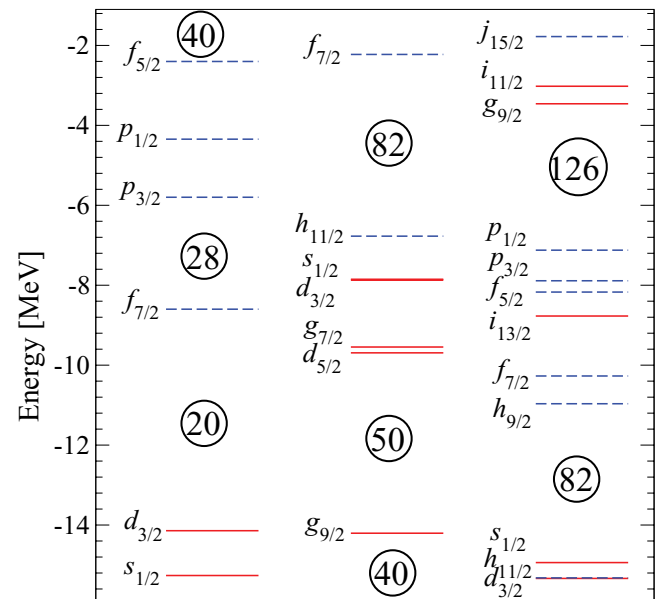 Energy [MeV]
-2
-4
-6
-8
-10
-12
-14
40
f5/2
p1/2
p3/2
28
f7/2
20
d3/2
s1/2
f7/2
82
h11/2
s1/2
d3/2
g7/2
d5/2
50
g9/2
40
j15/2
i11/2
g9/2
126
p1/2
p3/2
f5/2
i13/2
f7/2
h9/2
82
s1/2
h11/2
d3/2